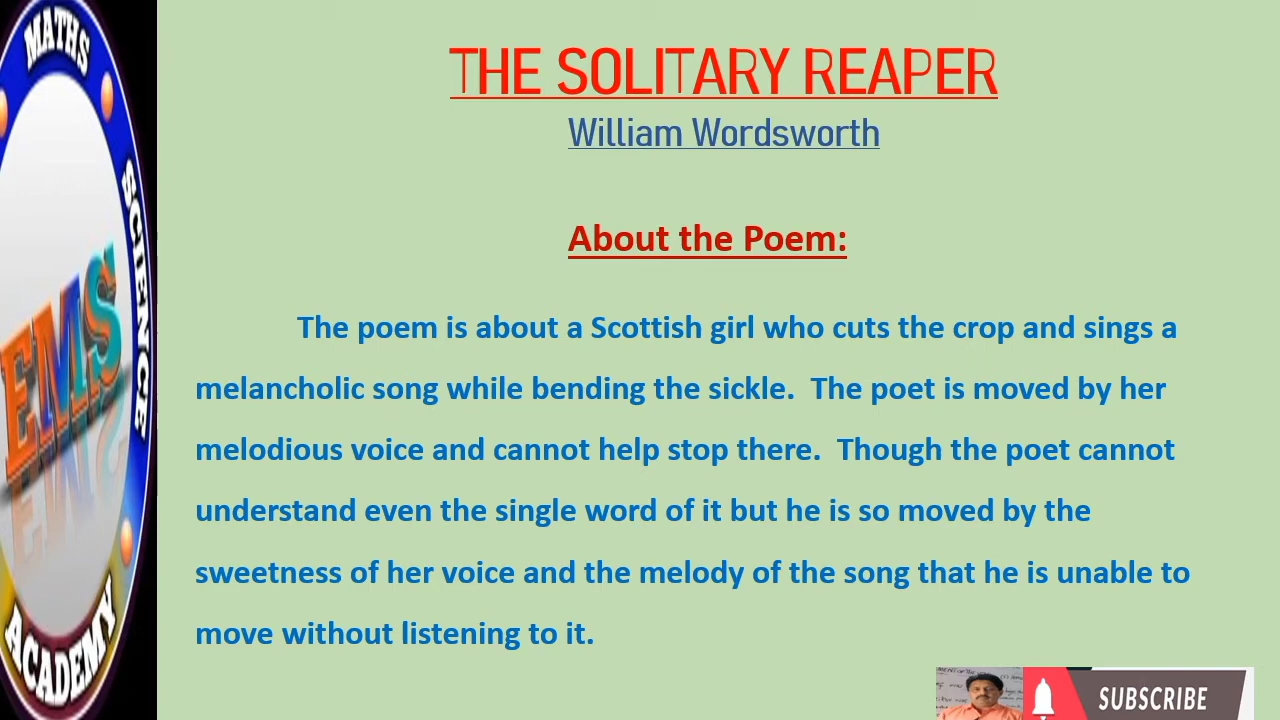 MATHS
SCIENCE
EMS
ACADEMY
THE SOLITARY REAPER
William Wordsworth
About the Poem:
The poem is about a Scottish girl who cuts the crop and sings a
melancholic song while bending the sickle. The poet is moved by her
melodious voice and cannot help stop there. Though the poet cannot
understand even the single word of it but he is so moved by the
sweetness of her voice and the melody of the song that he is unable to
move without listening to it.
SUBSCRIBE